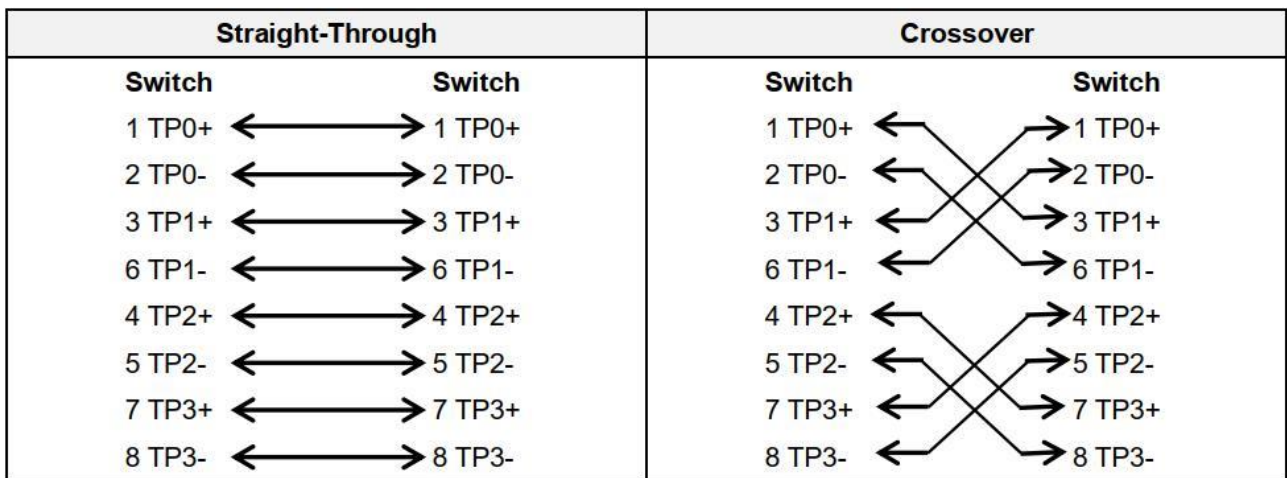 Straight-Through Crossover
Switch Switch Switch Switch
1 TP0+ 1 TP0+ 1 TP0+ 1 TP0+
2 TP0- 2 TP0- 2 TP0- 2 TP0-
3 TP1+ 3 TP1+ 3 TP1+ 3 TP1+
6 TP1- 6 TP1- 6 TP1- 6 TP1-
4 TP2+ 4 TP2+ 4 TP2+ 4 TP2+
5 TP2- 5 TP2- 5 TP2- 5 TP2-
7 TP3+ 7 TP3+ 7 TP3+ 7 TP3+
8 TP3- 8 TP3- 8 TP3- 8 TP3-